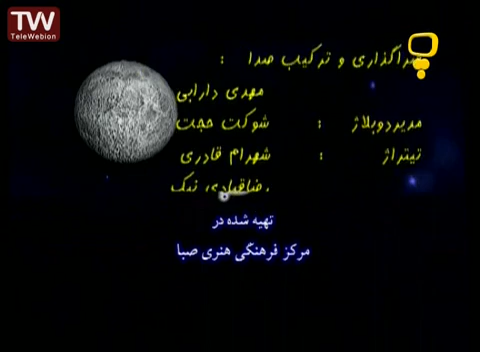 TW
TeleWebion
صداگذاری و ترکیب صدا :
مهدی دارابی
مدیر دوبلاژ : شوکت حجت
تیتراژ : شهرام قادری
تهیه شده در
مرکز فرهنگی هنری صبا